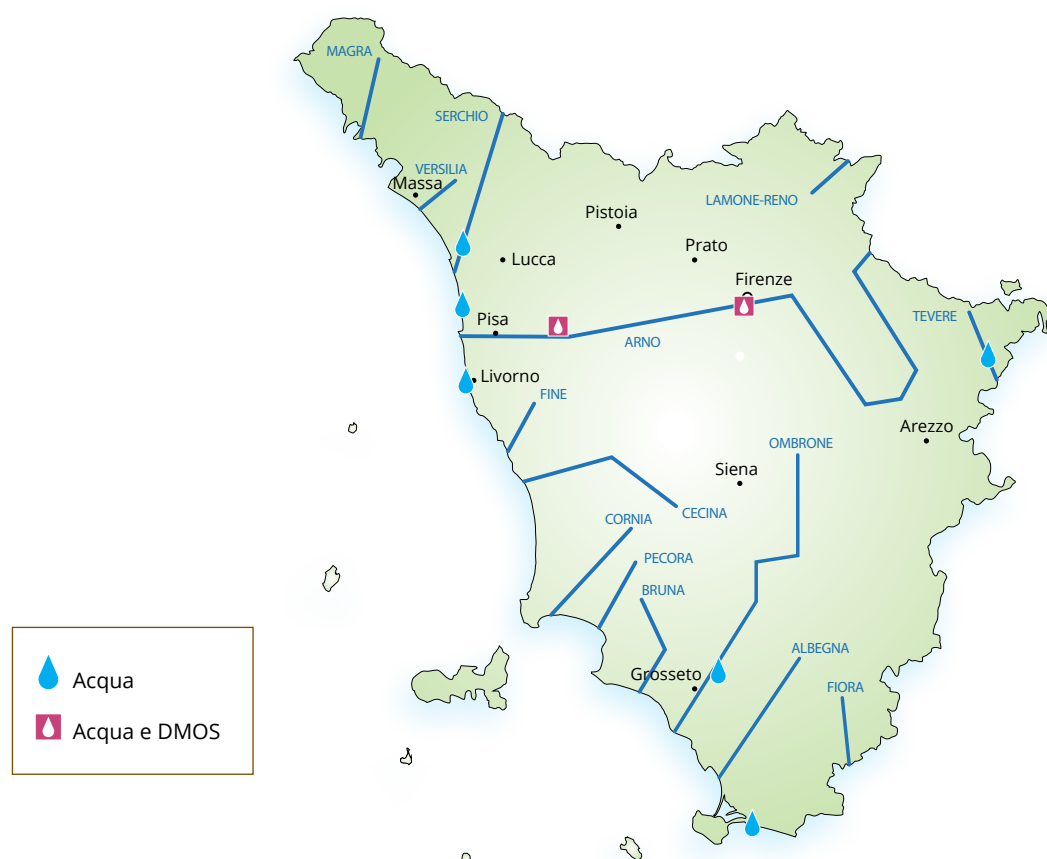 MAGRA
SERCHIO
VERSILIA
Massa
LAMONE-RENO
Pistoia
Prato
Lucca
Firenze
Pisa
TEVERE
ARNO
Livorno
FINE
Arezzo
OMBRONE
Siena
CECINA
CORNIA
PECORA
BRUNA
ALBEGNA
Grosseto
FIORA
Acqua
Acqua e DMOS